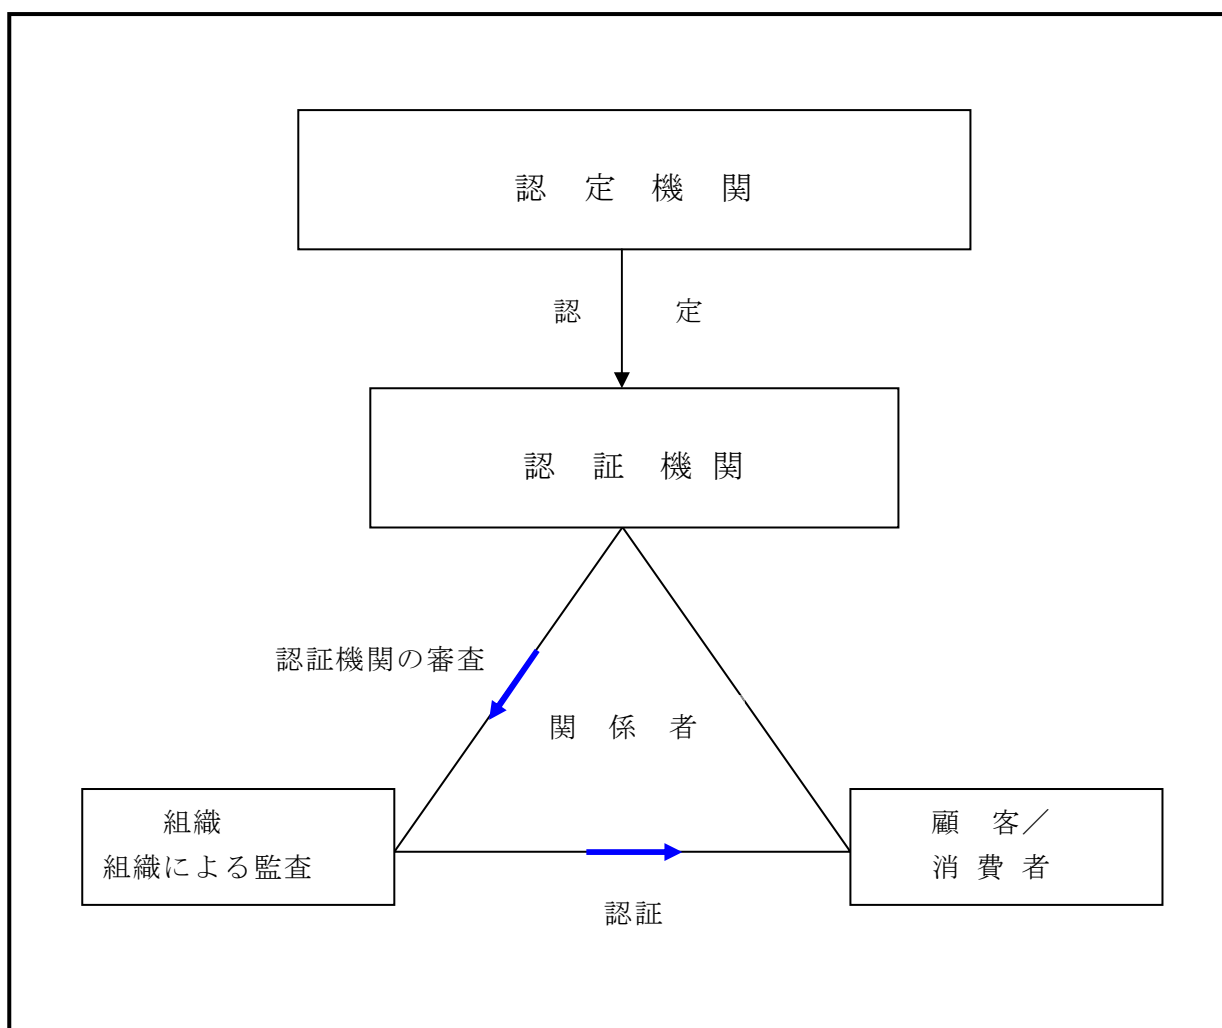 認定機関
認定
認証機関
認証機関の審査
関係者
組織
組織による監査
顧客／
消費者
認証